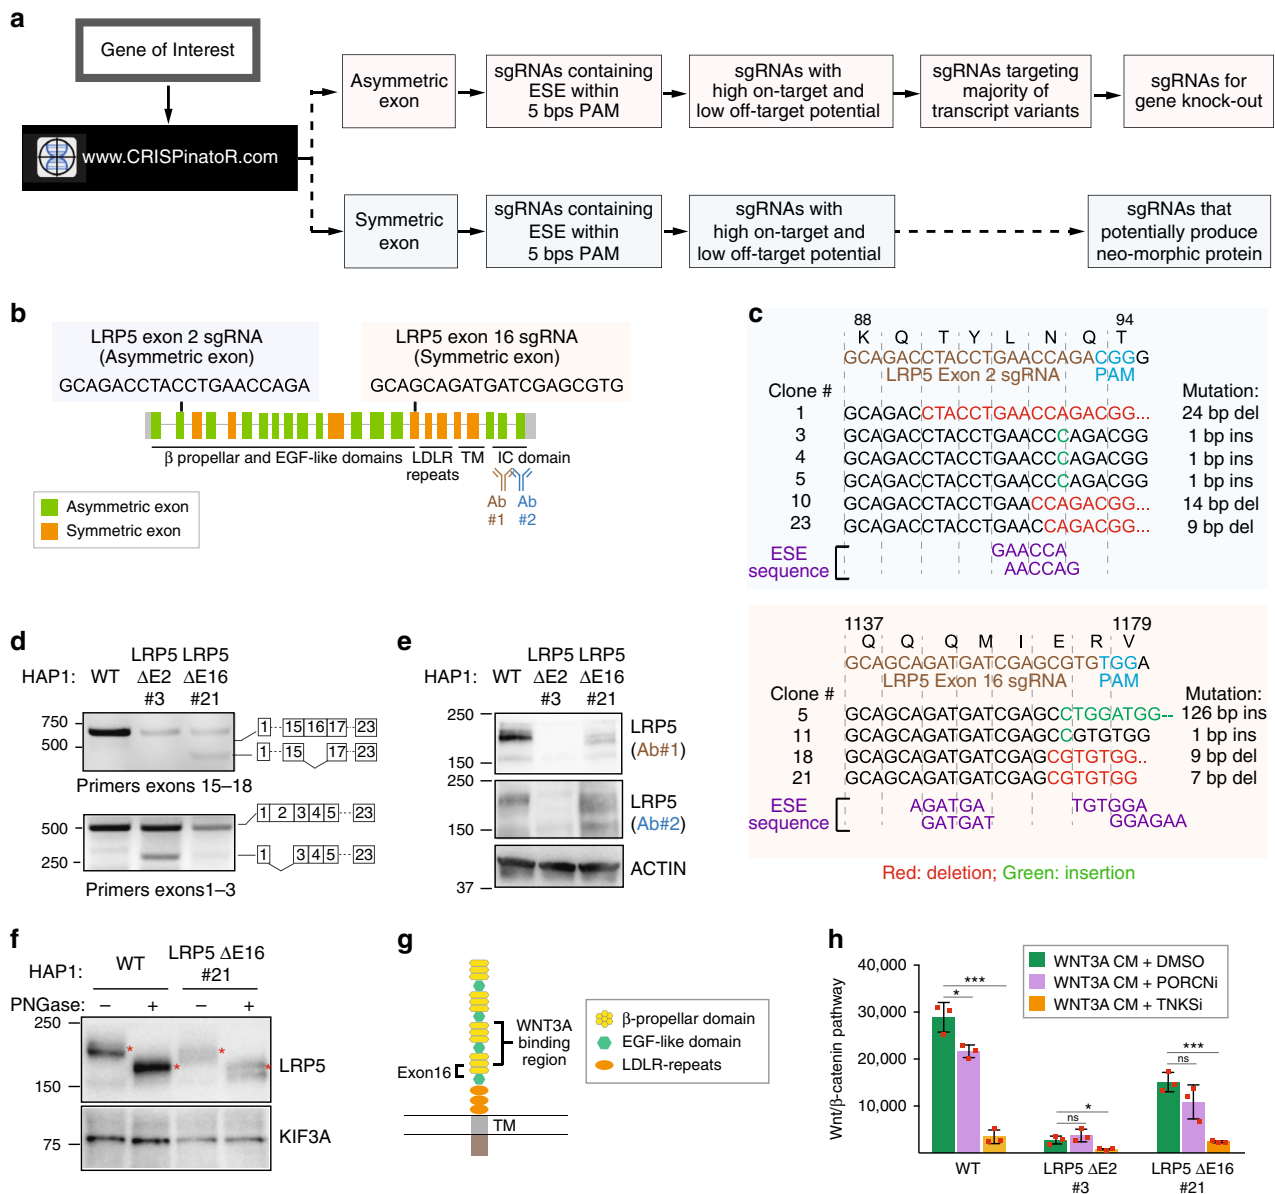 a
Gene of Interest
www.CRISPinatoR.com
Asymmetric
exon
sgRNAs containing
ESE within
5 bps PAM
sgRNAs with
high on-target and
low off-target potential
sgRNAs targeting
majority of
transcript variants
sgRNAs for
gene knock-out
Symmetric
exon
sgRNAs containing
ESE within
5 bps PAM
sgRNAs with
high on-target and
low off-target potential
sgRNAs that
potentially produce
neo-morphic protein
b
LRP5 exon 2 sgRNA
(Asymmetric exon)
GCAGACCTACCTGAACCAGA
LRP5 exon 16 sgRNA
(Symmetric exon)
GCAGCAGATGATCGAGCGTG
β propellar and EGF-like domains
LDLR
repeats
TM
IC domain
Ab
#1
Ab
#2
Asymmetric exon
Symmetric exon
c
88 94
K Q T Y L N Q T
GCAGACCTACCTGAACCAGACGGG
LRP5 Exon 2 sgRNA PAM
Clone # Mutation:
1 GCAGACCTACCTGAACCAGACGG... 24 bp del
3 GCAGACCTACCTGAACCCAGACGG 1 bp ins
4 GCAGACCTACCTGAACCCAGACGG 1 bp ins
5 GCAGACCTACCTGAACCCAGACGG 1 bp ins
10 GCAGACCTACCTGAACCAGACGG... 14 bp del
23 GCAGACCTACCTGAACCAGACGG... 9 bp del
ESE
sequence
GAACCA
AACCAG
1137 1179
Q Q Q M I E R V
GCAGCAGATGATCGAGCGTGTGGA
LRP5 Exon 16 sgRNA PAM
Clone # Mutation:
5 GCAGCAGATGATCGAGCCTGGATGG-- 126 bp ins
11 GCAGCAGATGATCGAGCCGTGTGG 1 bp ins
18 GCAGCAGATGATCGAGCGTGTGG.. 9 bp del
21 GCAGCAGATGATCGAGCGTGTGG 7 bp del
ESE
sequence
AGATGA TGTGGA
GATGAT GGAGAA
Red: deletion; Green: insertion
d
HAP1: WT
LRP5
ΔE2
#3
LRP5
ΔE16
#21
750
500
1 15 16 17 23
1 15 17 23
Primers exons 15–18
500
250
1 2 3 4 5 23
1 3 4 5 23
Primers exons1–3
e
HAP1: WT
LRP5
ΔE2
#3
LRP5
ΔE16
#21
250
150
LRP5
(Ab#1)
250
150
LRP5
(Ab#2)
37
ACTIN
f
HAP1:
WT
LRP5 ΔE16
#21
PNGase: – + – +
250
150
LRP5
75
KIF3A
g
WNT3A
binding
region
Exon16
TM
β-propellar domain
EGF-like domain
LDLR-repeats
h
WNT3A CM + DMSO
WNT3A CM + PORCNi
WNT3A CM + TNKSi
Wnt/β-catenin pathway
40,000
30,000
20,000
10,000
***
*
*
ns
***
ns
WT
LRP5 ΔE2
#3
LRP5 ΔE16
#21